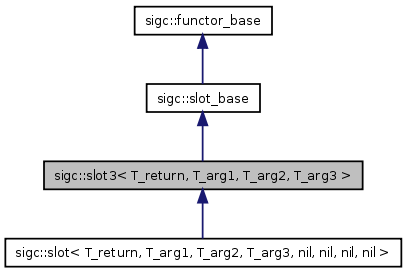 sigc::functor_base
sigc::slot_base
sigc::slot3< T_return, T_arg1, T_arg2, T_arg3 >
sigc::slot< T_return, T_arg1, T_arg2, T_arg3, nil, nil, nil, nil >